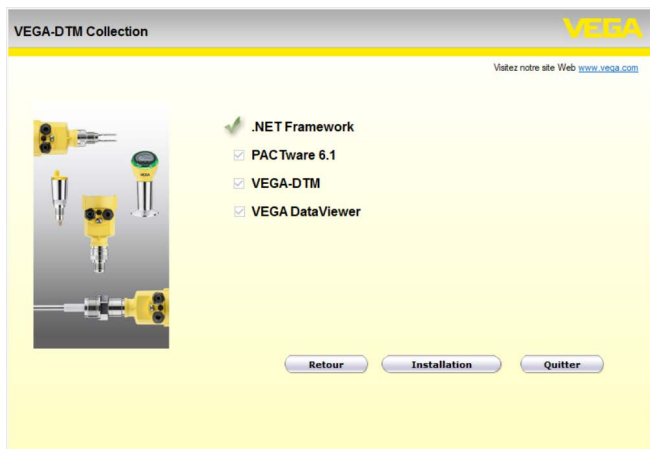 VEGA-DTM Collection
VEGA
Visitez notre site Web www.vega.com
.NET Framework
PACTware 6.1
VEGA-DTM
VEGA DataViewer
Retour
Installation
Quitter